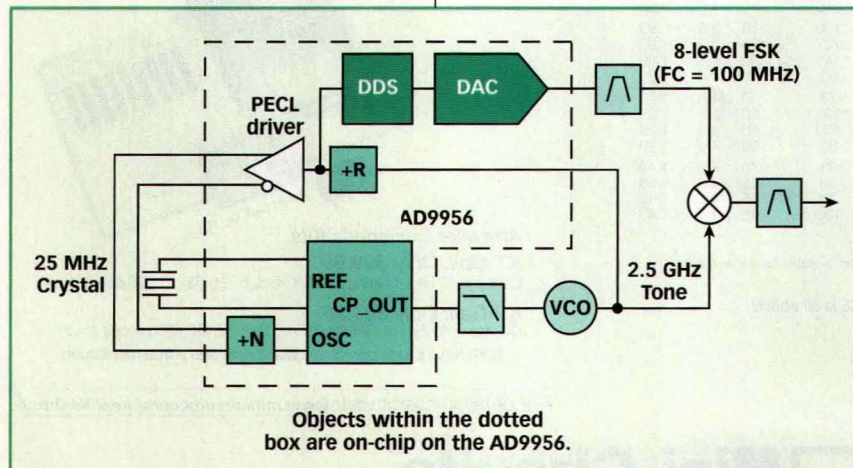 8-level FSK
(FC = 100 MHz)
PECL
driver
DDS
DAC
+R
AD9956
25 MHz
Crystal
REF
CP_OUT
OSC
+N
VCO
2.5 GHz
Tone
Objects within the dotted
box are on-chip on the AD9956.